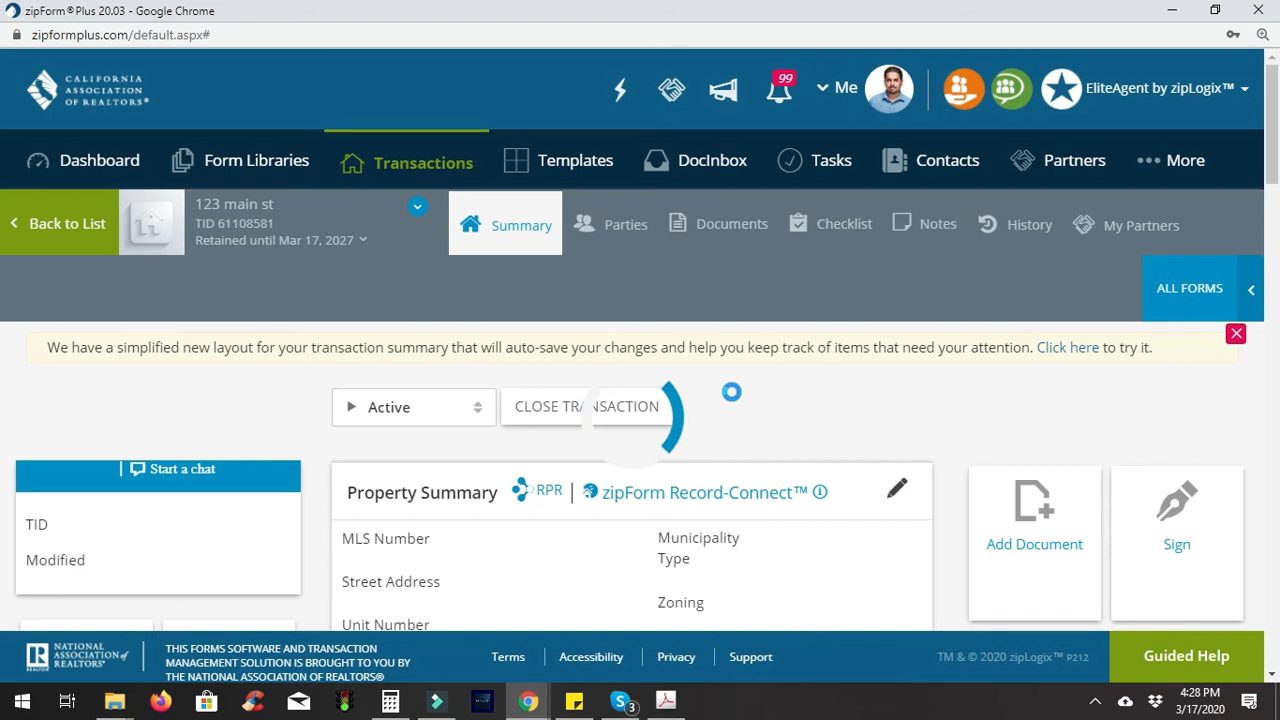 zipForm®Plus 20.03 - Google Chrome
zipformplus.com/default.aspx#
CALIFORNIA
ASSOCIATION
OF REALTORS®
99
Me
EliteAgent by zipLogix™
Dashboard
Form Libraries
Transactions
Templates
DocInbox
Tasks
Contacts
Partners
More
Back to List
123 main st
TID 61108581
Retained until Mar 17, 2027
Summary
Parties
Documents
Checklist
Notes
History
My Partners
ALL FORMS
We have a simplified new layout for your transaction summary that will auto-save your changes and help you keep track of items that need your attention. Click here to try it.
Active
CLOSE TRANSACTION
Start a chat
TID
Modified
Property Summary
RPR | zipForm Record-Connect™
MLS Number
Street Address
Unit Number
Municipality
Type
Zoning
Add Document
Sign
NATIONAL
ASSOCIATION of
REALTORS®
REALTOR®
THIS FORMS SOFTWARE AND TRANSACTION
MANAGEMENT SOLUTION IS BROUGHT TO YOU BY
THE NATIONAL ASSOCIATION OF REALTORS®
Terms
Accessibility
Privacy
Support
TM & © 2020 zipLogix™ P212
Guided Help
3
4:28 PM
3/17/2020